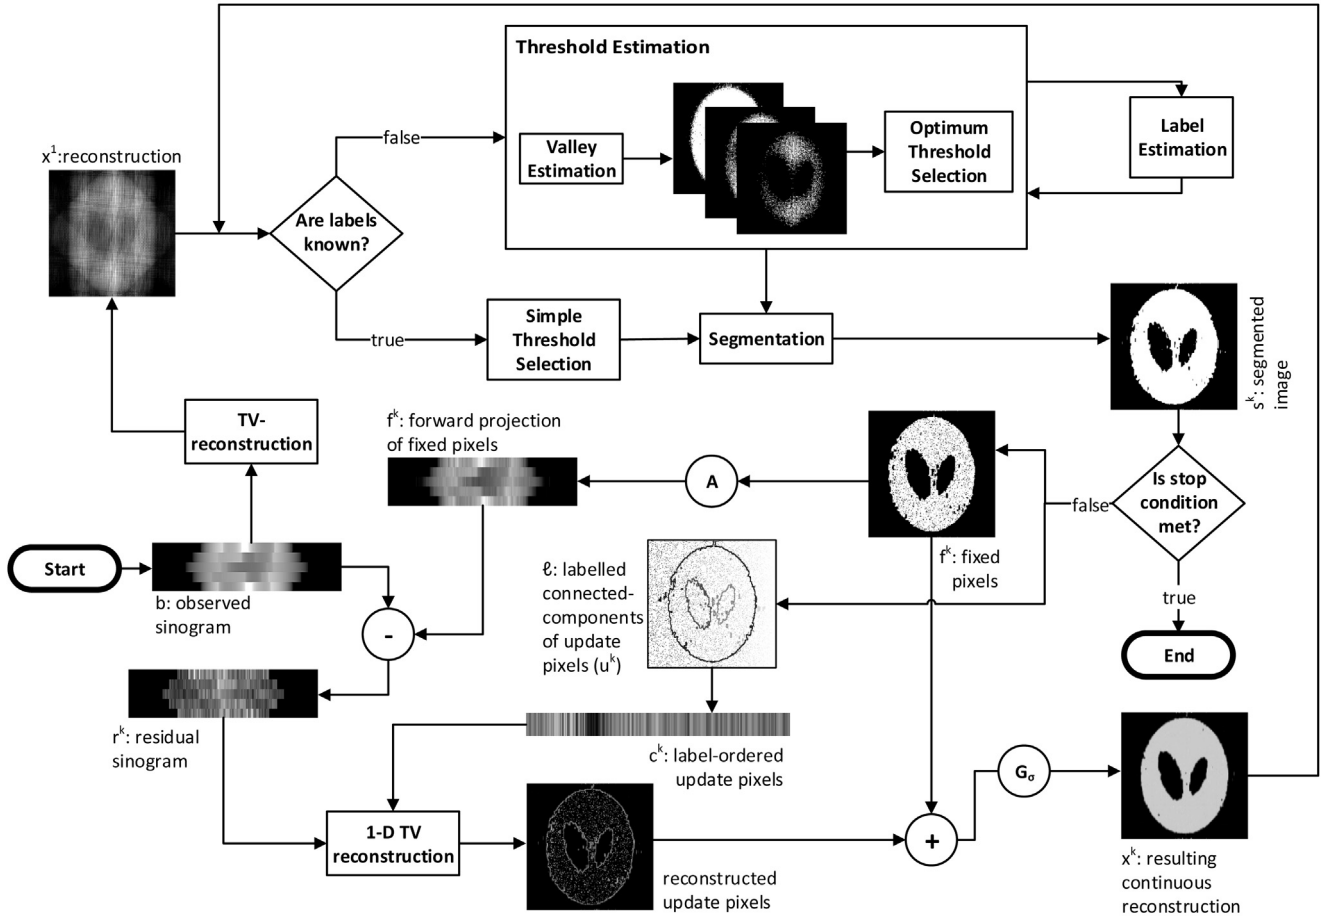 Threshold Estimation
false
Valley
Estimation
Optimum
Threshold
Selection
Label
Estimation
x¹:reconstruction
Are labels
known?
true
Simple
Threshold
Selection
Segmentation
sᵏ: segmented
image
TV-
reconstruction
fᵏ: forward projection
of fixed pixels
A
Is stop
condition
met?
false
Start
b: observed
sinogram
-
ℓ: labelled
connected-
components
of update
pixels (uᵏ)
fᵏ: fixed
pixels
true
End
rᵏ: residual
sinogram
cᵏ: label-ordered
update pixels
Gσ
1-D TV
reconstruction
+
reconstructed
update pixels
xᵏ: resulting
continuous
reconstruction